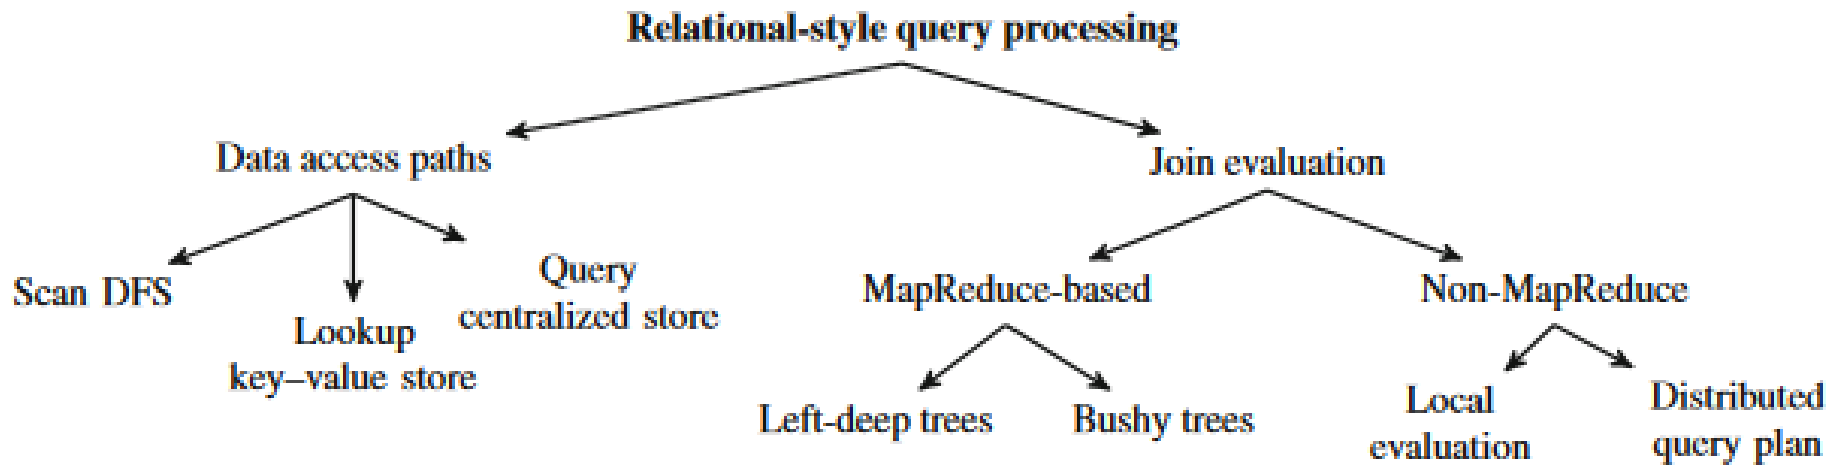 Relational-style query processing
Data access paths
Join evaluation
Scan DFS
Lookup
key–value store
Query
centralized store
MapReduce-based
Non-MapReduce
Left-deep trees
Bushy trees
Local
evaluation
Distributed
query plan